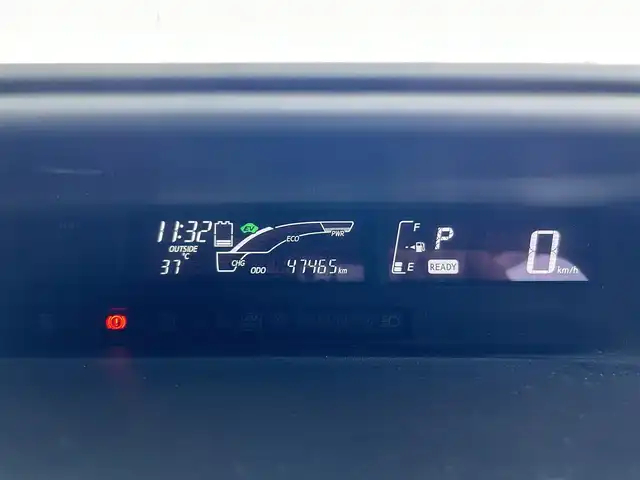 11:32
OUTSIDE
37°C
EV
ECO
PWR
CHG
ODO 47465 km
F
E
P
READY
0 km/h